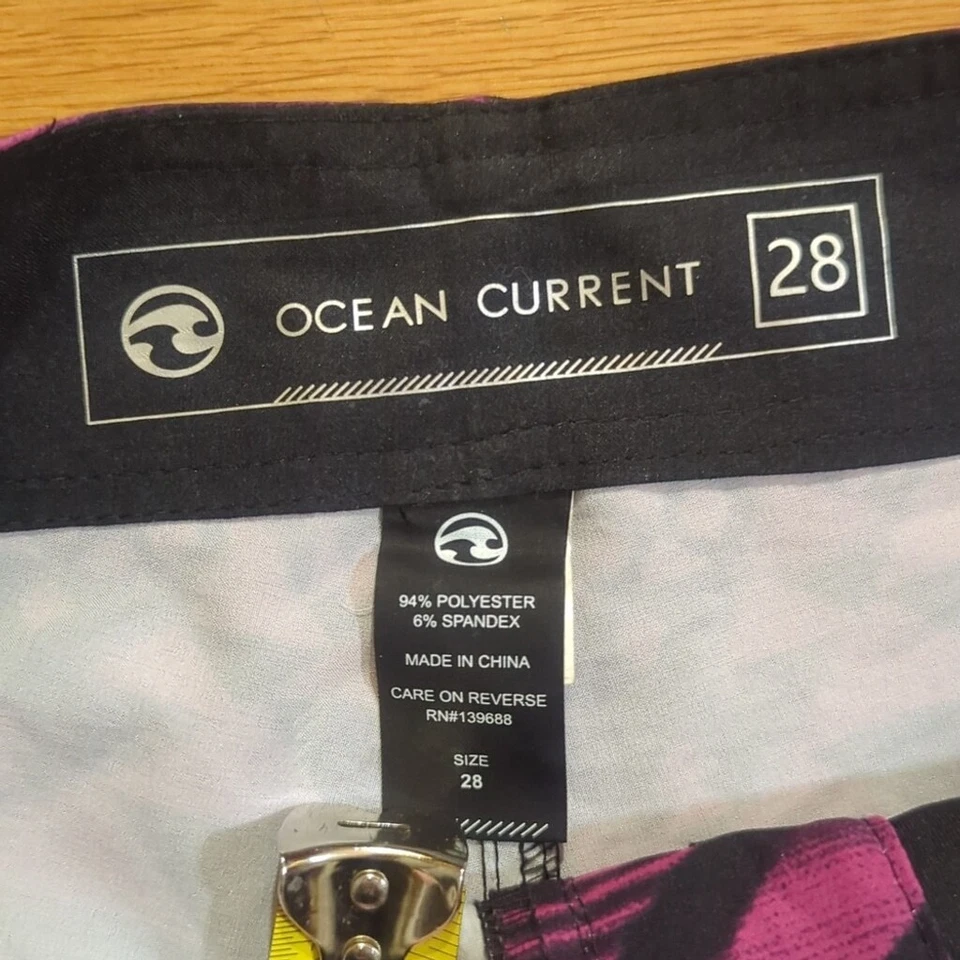 OCEAN CURRENT 28
94% POLYESTER
6% SPANDEX
MADE IN CHINA
CARE ON REVERSE
RN#139688
SIZE
28